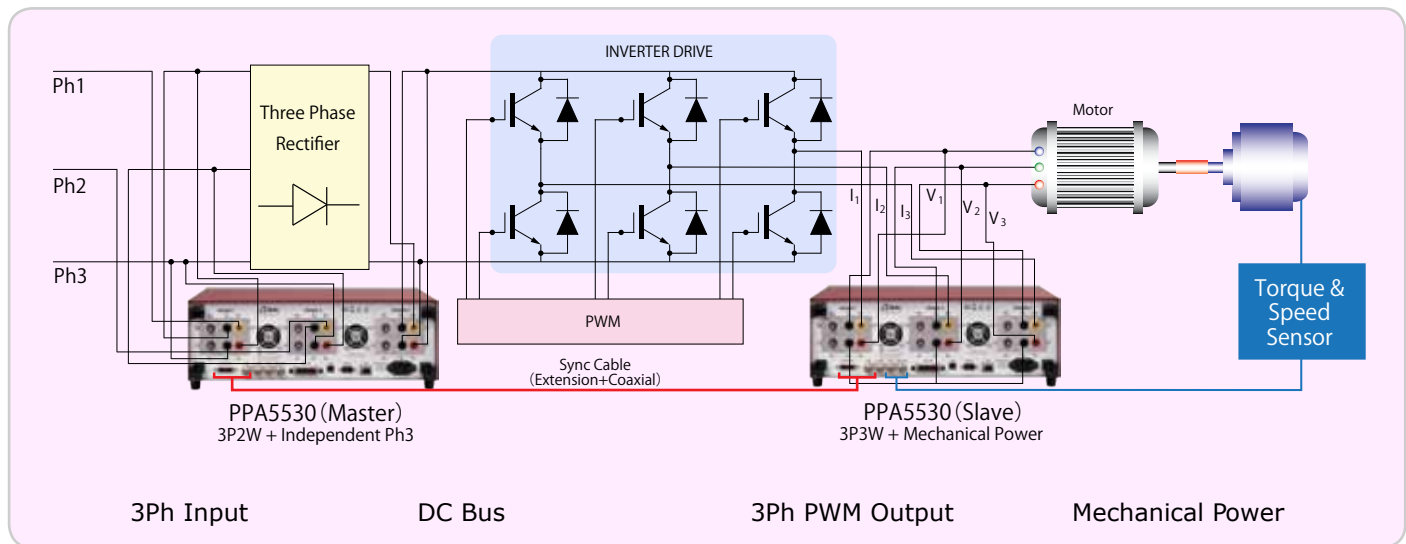 INVERTER DRIVE
Ph1
Three Phase
Rectifier
Motor
Ph2
I1
I2
I3
V1
V2
V3
Ph3
PWM
Torque &
Speed
Sensor
Sync Cable
(Extension+Coaxial)
PPA5530(Master)
3P2W + Independent Ph3
PPA5530(Slave)
3P3W + Mechanical Power
3Ph Input
DC Bus
3Ph PWM Output
Mechanical Power